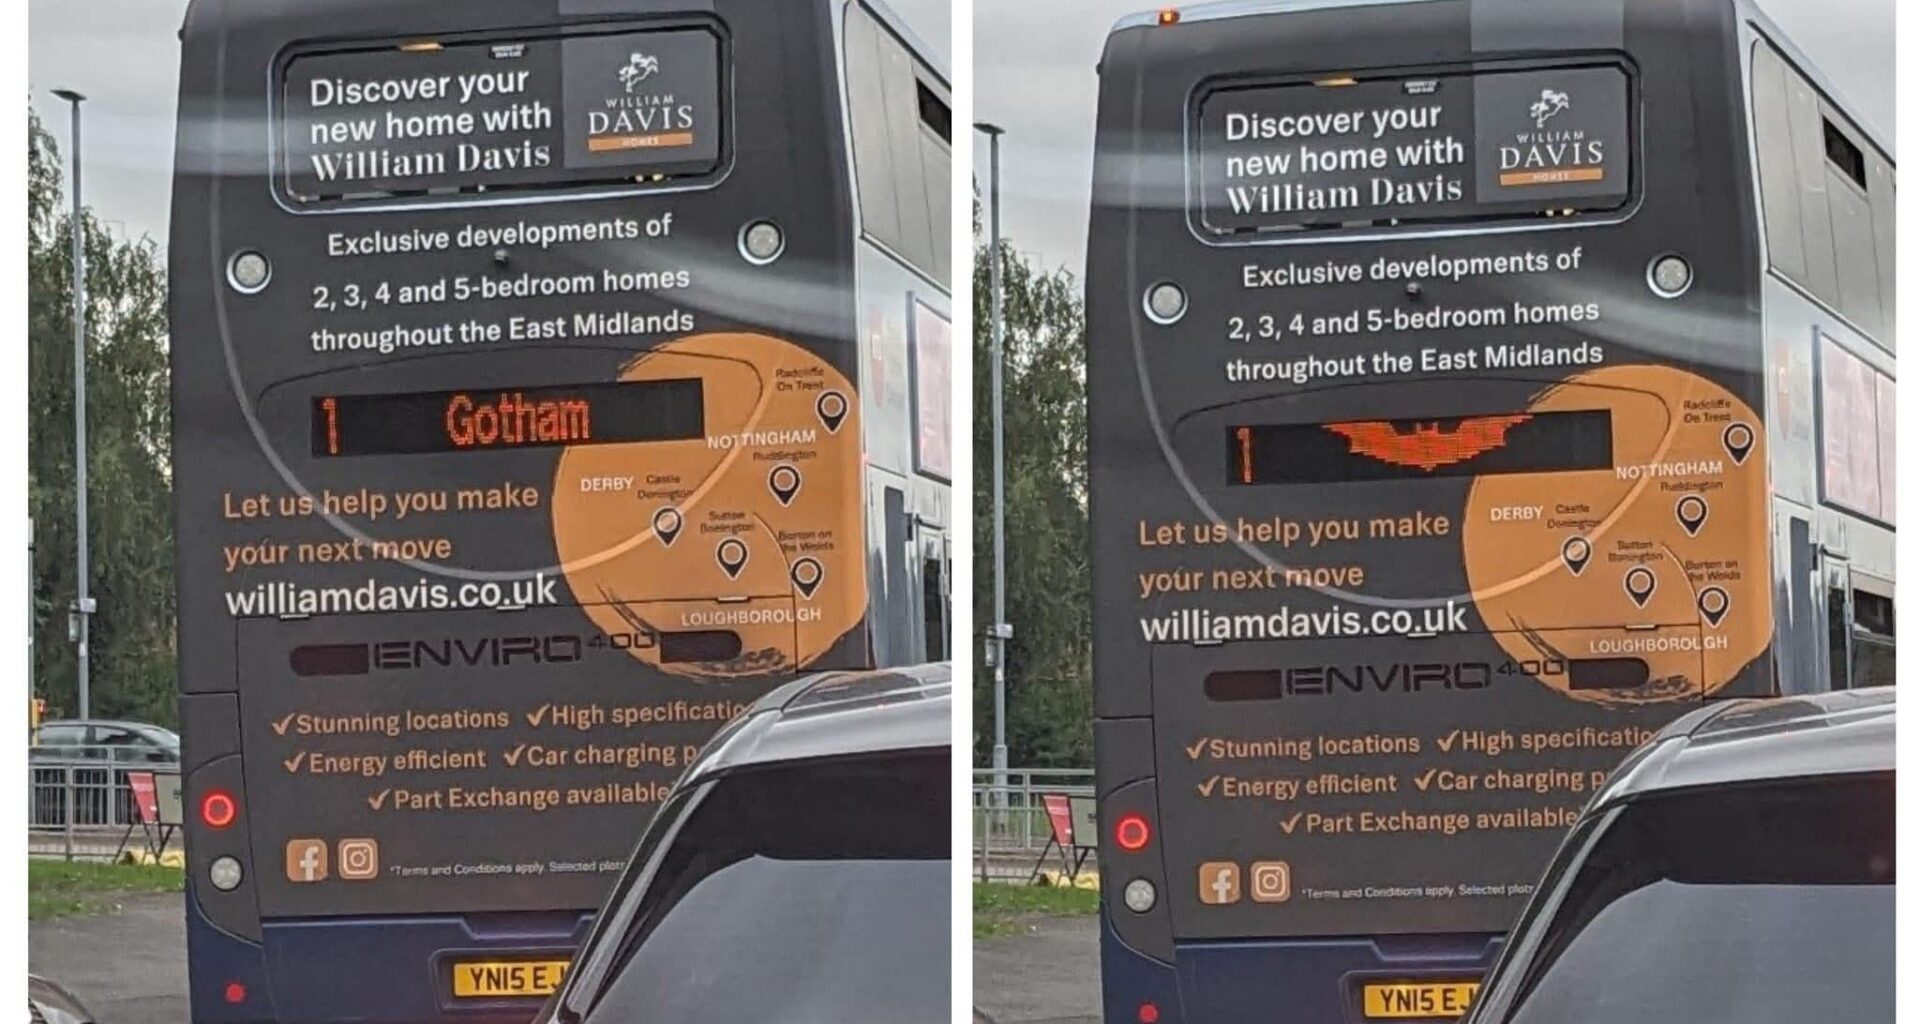 Discover your
new home with
William Davis
WILLIAM
DAVIS
HOMES
Exclusive developments of
2, 3, 4 and 5-bedroom homes
throughout the East Midlands
1 Gotham
Radcliffe
On Trent
NOTTINGHAM
Ruddington
DERBY
Castle
Donington
Sutton
Bonington
Burton on
the Wolds
LOUGHBOROUGH
Let us help you make
your next move
williamdavis.co.uk
ENVIRO400
✓Stunning locations ✓High specificatio
✓Energy efficient ✓Car charging p
✓Part Exchange available
*Terms and Conditions apply. Selected plots
YN15 EJ
Discover your
new home with
William Davis
WILLIAM
DAVIS
HOMES
Exclusive developments of
2, 3, 4 and 5-bedroom homes
throughout the East Midlands
1
Radcliffe
On Trent
NOTTINGHAM
Ruddington
DERBY
Castle
Donington
Sutton
Bonington
Burton on
the Wolds
LOUGHBOROUGH
Let us help you make
your next move
williamdavis.co.uk
ENVIRO400
✓Stunning locations ✓High specificatio
✓Energy efficient ✓Car charging p
✓Part Exchange available
*Terms and Conditions apply. Selected plots
YN15 EJ